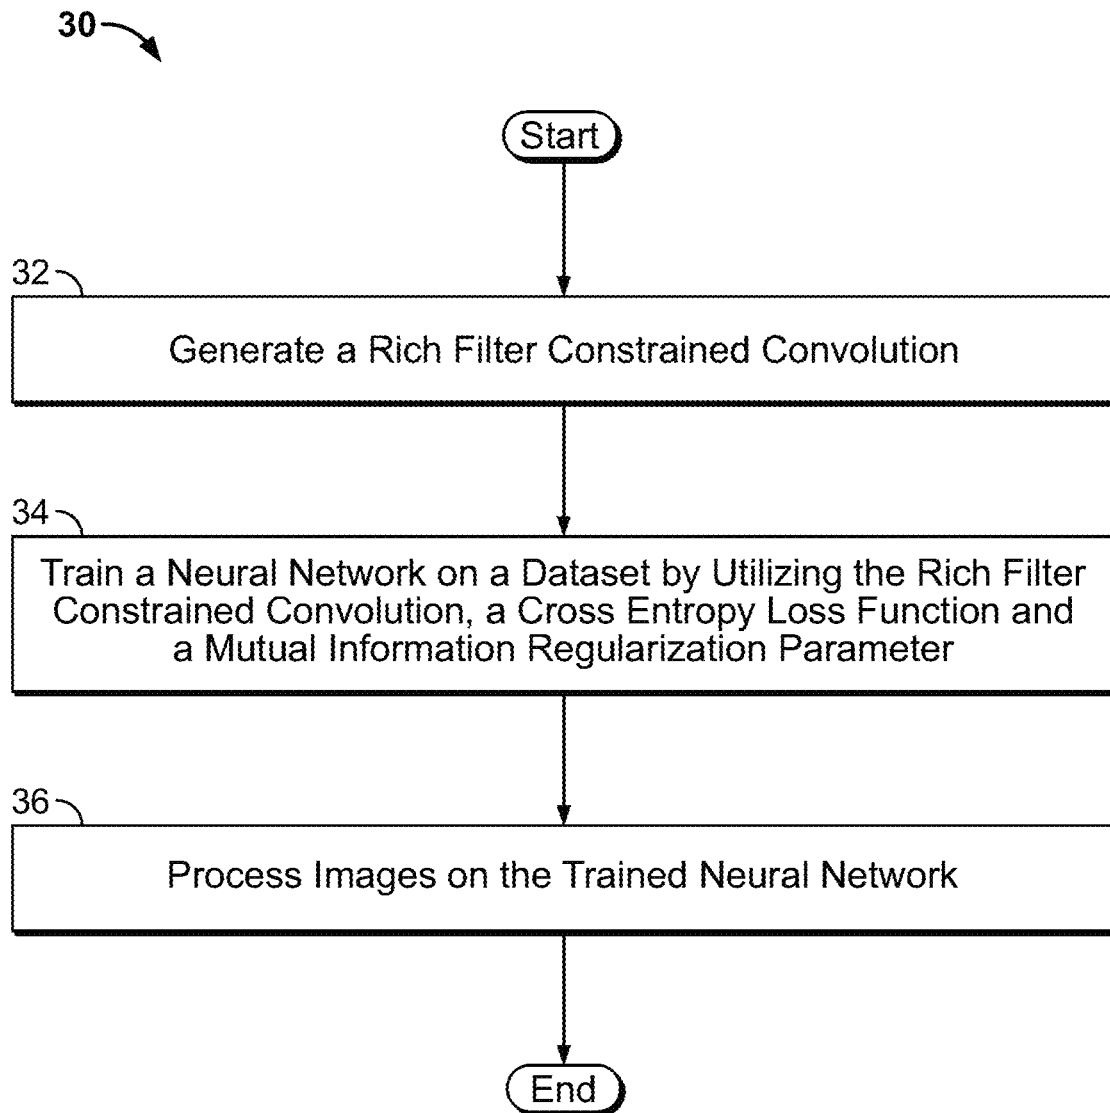 30
Start
32
Generate a Rich Filter Constrained Convolution
34
Train a Neural Network on a Dataset by Utilizing the Rich Filter
Constrained Convolution, a Cross Entropy Loss Function and
a Mutual Information Regularization Parameter
36
Process Images on the Trained Neural Network
End